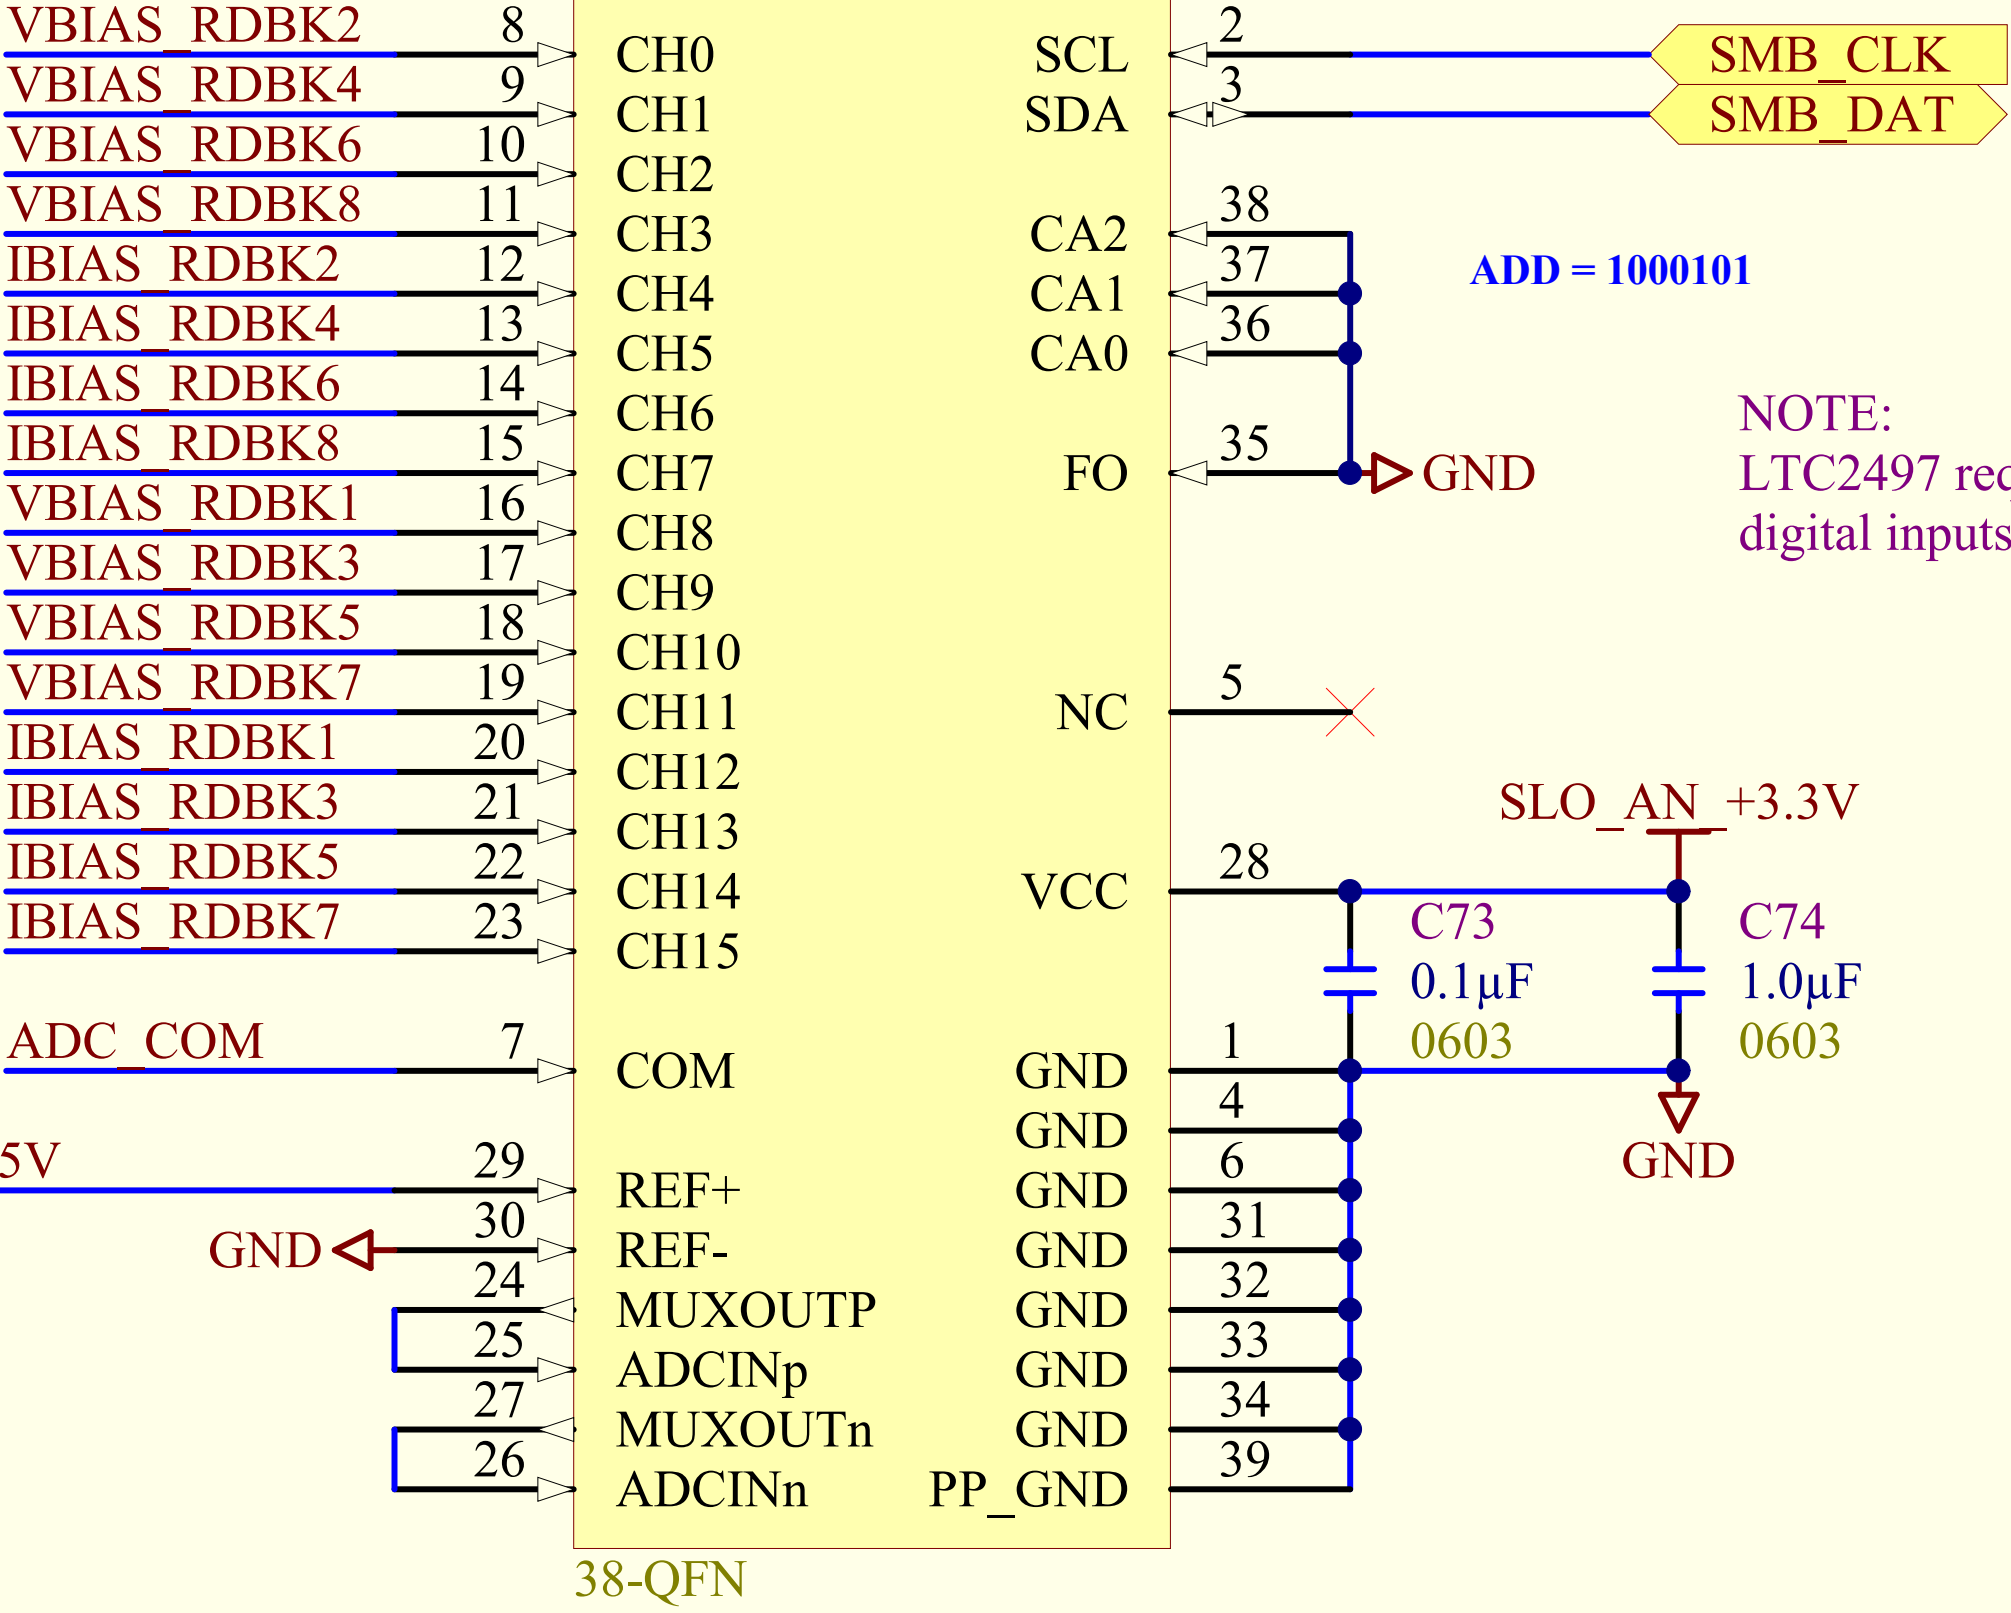 VBIAS_RDBK2 8 CH0 SCL 2 SMB_CLK
VBIAS_RDBK4 9 CH1 SDA 3 SMB_DAT
VBIAS_RDBK6 10 CH2
VBIAS_RDBK8 11 CH3 CA2 38
IBIAS_RDBK2 12 CH4 CA1 37 ADD = 1000101
IBIAS_RDBK4 13 CH5 CA0 36
IBIAS_RDBK6 14 CH6 NOTE:
IBIAS_RDBK8 15 CH7 FO 35 GND LTC2497
VBIAS_RDBK1 16 CH8 digital inputs
VBIAS_RDBK3 17 CH9
VBIAS_RDBK5 18 CH10
VBIAS_RDBK7 19 CH11 NC 5
IBIAS_RDBK1 20 CH12
IBIAS_RDBK3 21 CH13 SLO_AN_+3.3V
IBIAS_RDBK5 22 CH14 VCC 28 C73 C74
IBIAS_RDBK7 23 CH15 0.1µF 1.0µF
0603 0603
ADC_COM 7 COM GND 1
GND 4
5V 29 REF+ GND 6 GND
GND 30 REF- GND 31
24 MUXOUTP GND 32
25 ADCINp GND 33
27 MUXOUTn GND 34
26 ADCINn PP_GND 39
38-QFN